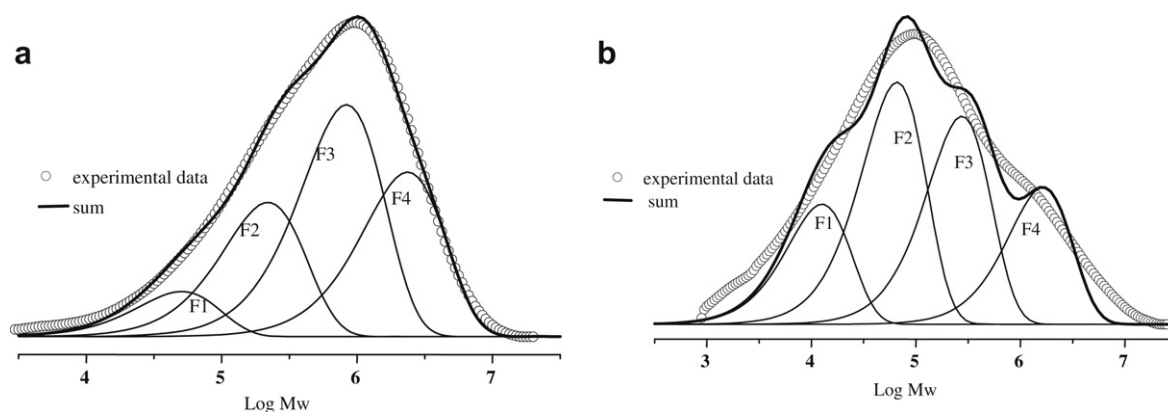 a
experimental data
sum
F1
F2
F3
F4
4 5 6 7
Log Mw
b
experimental data
sum
F1
F2
F3
F4
3 4 5 6 7
Log Mw